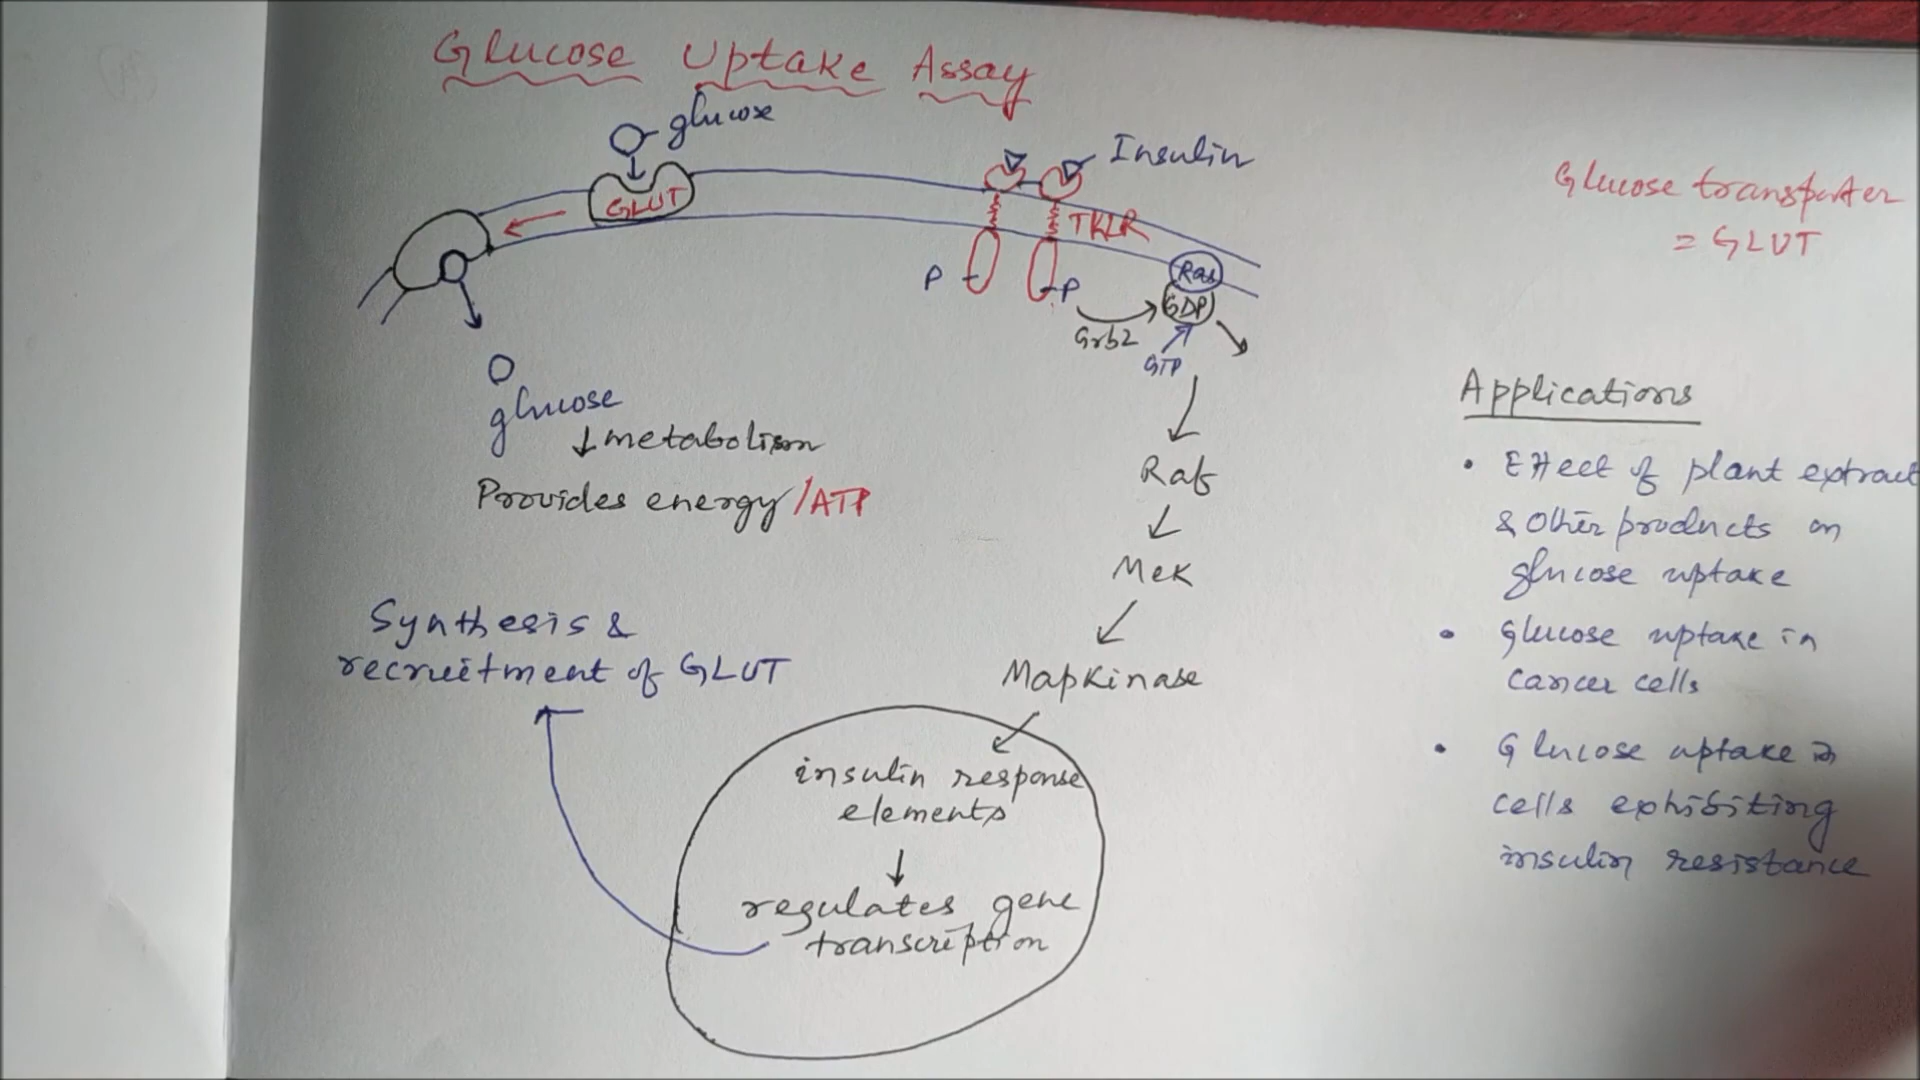 Glucose Uptake Assay
glucose
GLUT
Insulin
TKLR
P
P
Grb2
Ras
GDP
GTP
glucose
metabolism
Provides energy/ATP
Raf
Mek
Mapkinase
insulin response
elements
regulates gene
transcription
Synthesis &
recruitment of GLUT
Glucose transporter
= GLUT
Applications
• Effect of plant extract
& Other products on
glucose uptake
• Glucose uptake in
cancer cells
• Glucose uptake in
cells exhibiting
insulin resistance